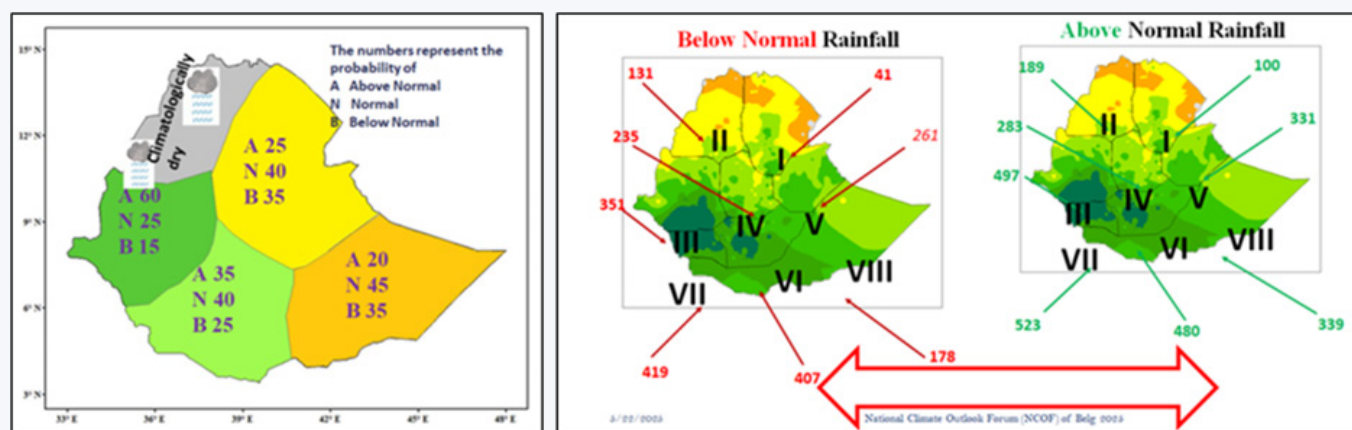 15° N
12° N
9° N
6° N
3° N
33° E
36° E
39° E
42° E
45° E
48° E
The numbers represent the
probability of
A Above Normal
N Normal
B Below Normal
Climatologically
dry
A 25
N 40
B 35
A 60
N 25
B 15
A 35
N 40
B 25
A 20
N 45
B 35
Below Normal Rainfall
131
41
235
261
351
II
I
IV
V
III
VI
VIII
VII
419
407
178
Above Normal Rainfall
189
100
283
331
497
II
I
IV
V
III
VI
VIII
VII
523
480
339
5/22/2025
National Climate Outlook Forum (NCOF) of Belg 2025